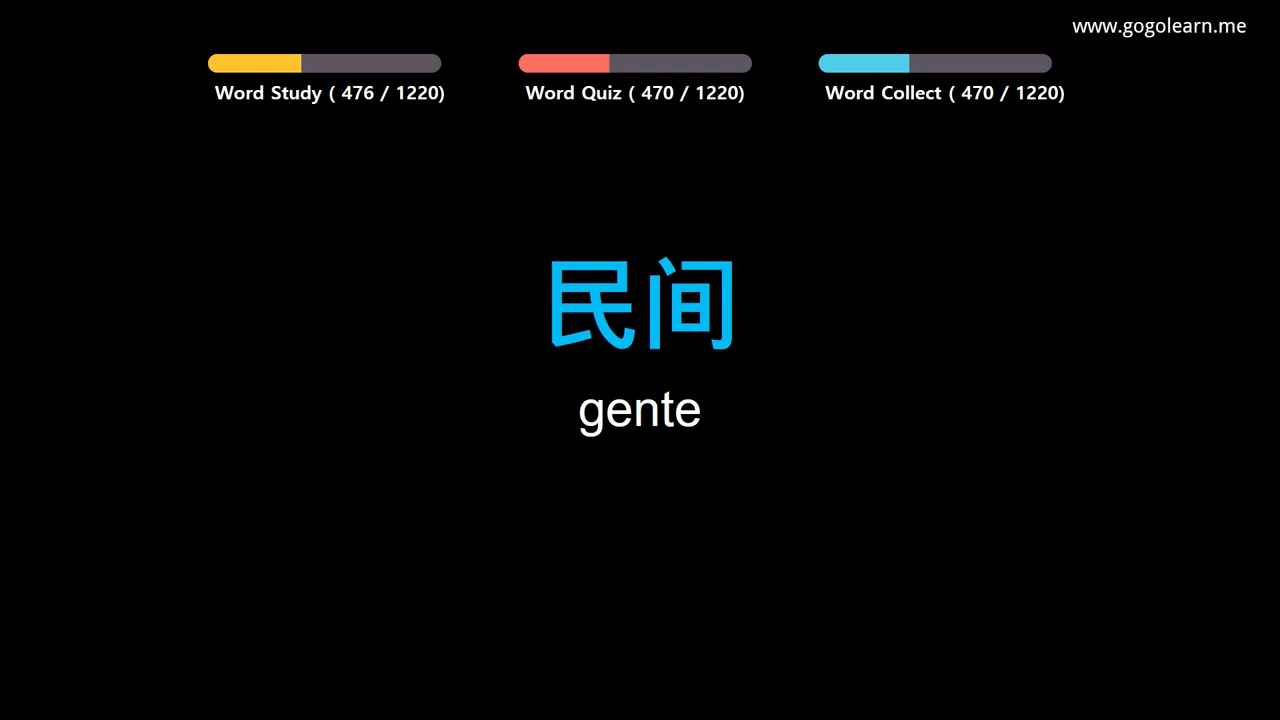 www.gogolearn.me
Word Study ( 476 / 1220)
Word Quiz ( 470 / 1220)
Word Collect ( 470 / 1220)
民间
gente